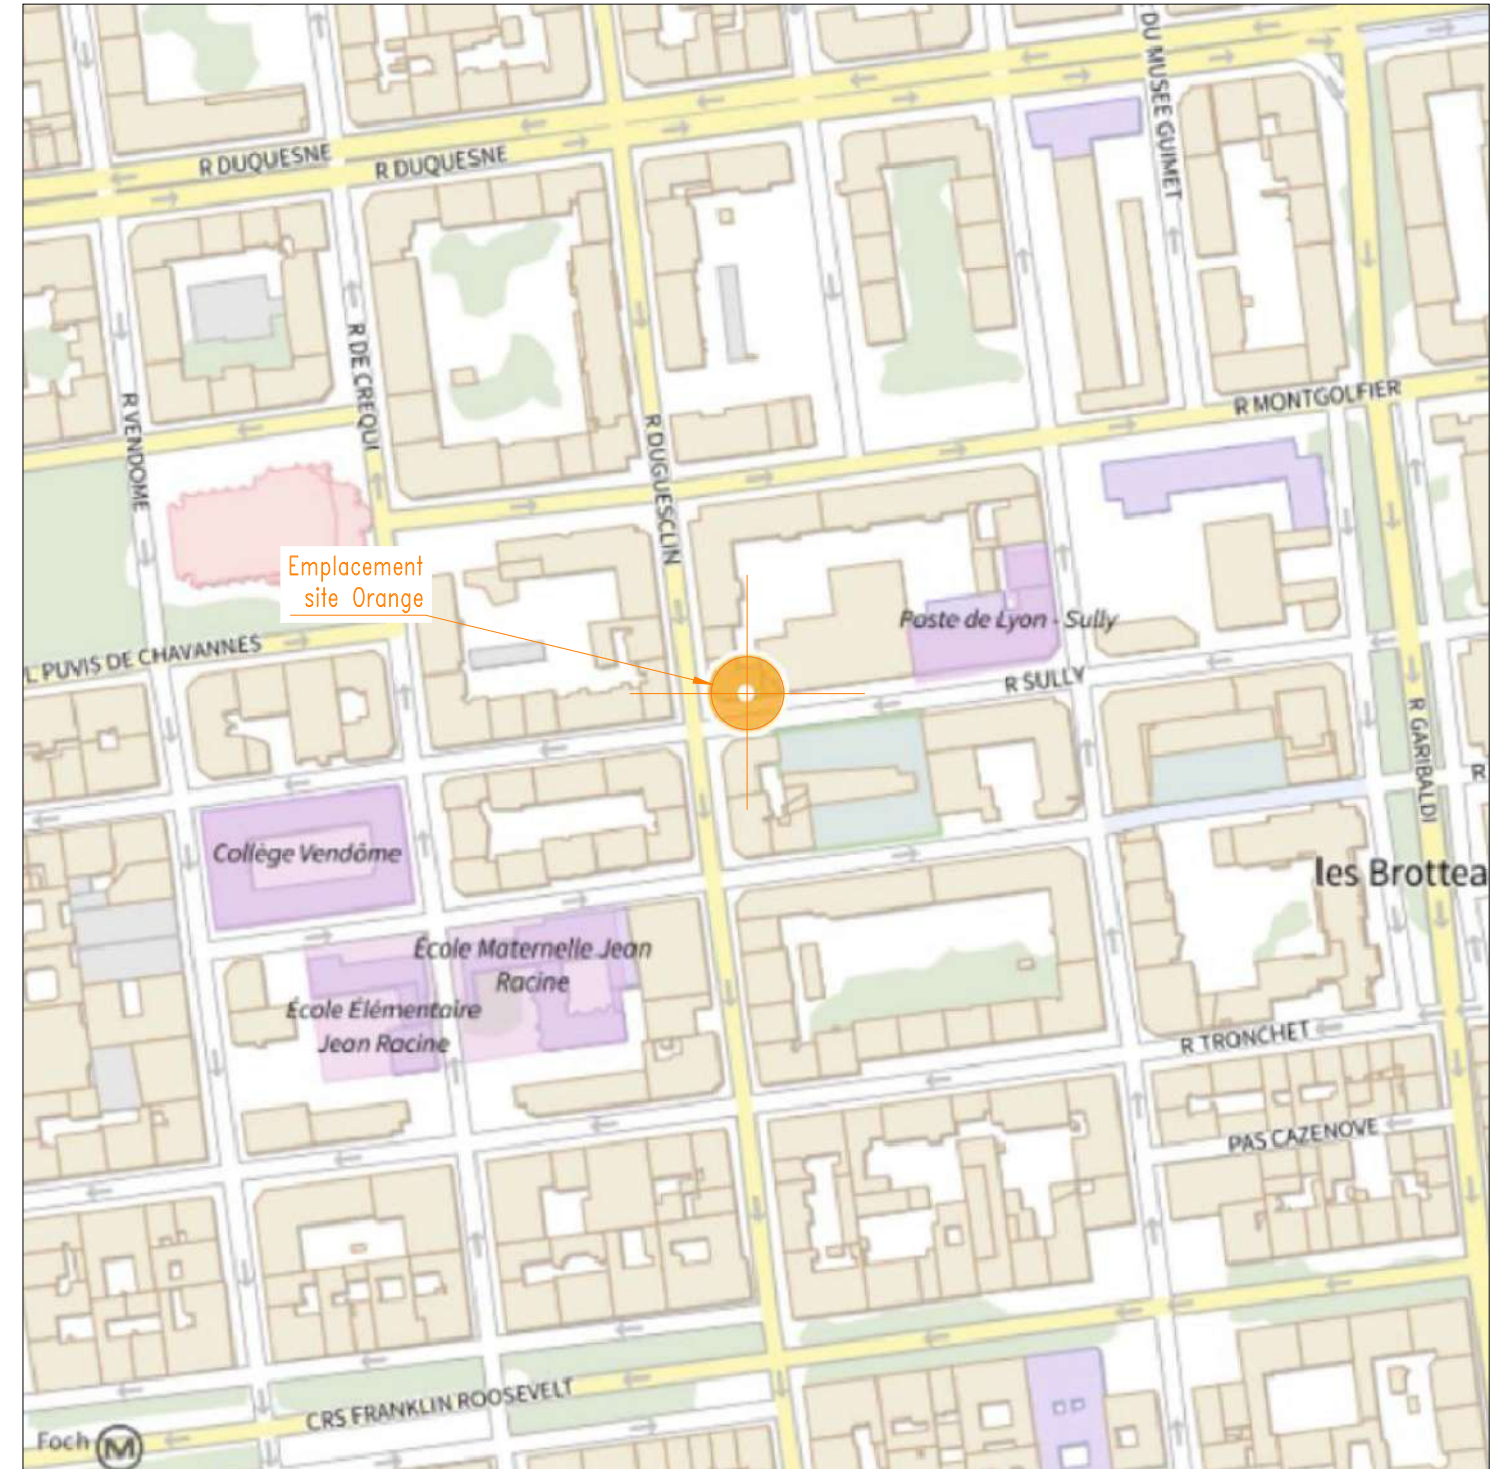 DU MUSEE GUIMET
R DUQUESNE
R DUQUESNE
R DE CREQUI
R VENDOME
R DUGUESCLIN
R MONTGOLFIER
Emplacement
site Orange
Poste de Lyon - Sully
L PUVIS DE CHAVANNES
R SULLY
R GARIBALDI
R
Collège Vendôme
les Brottea
École Maternelle Jean
Racine
École Élémentaire
Jean Racine
R TRONCHET
PAS CAZENOVE
CRS FRANKLIN ROOSEVELT
Foch M